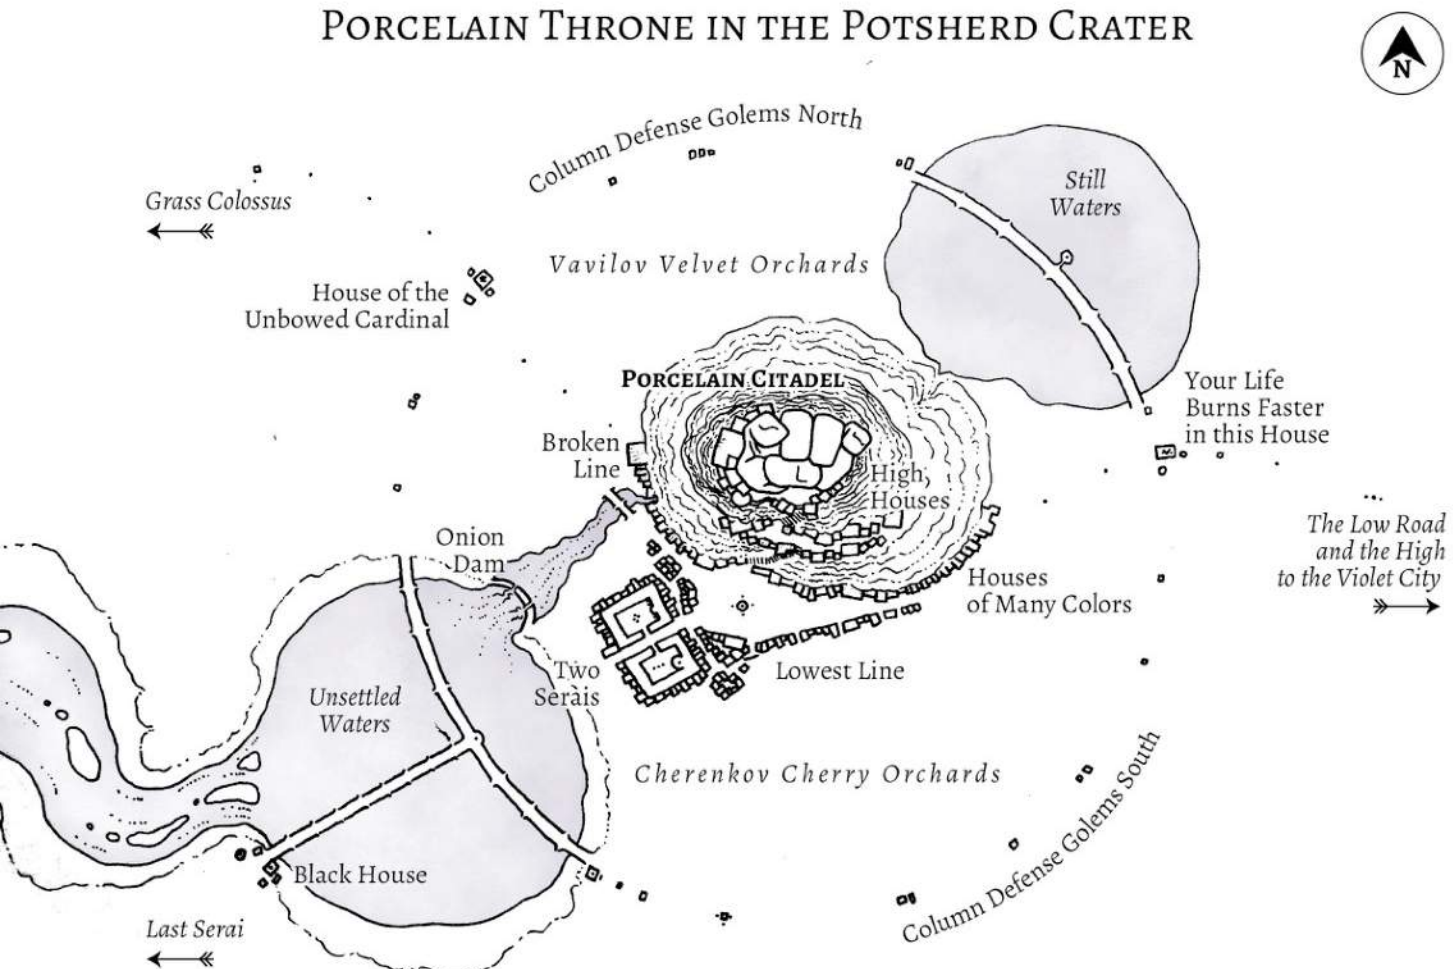 PORCELAIN THRONE IN THE POTSHERD CRATER
N
Column Defense Golems North
Still
Waters
Grass Colossus
Vavilov Velvet Orchards
House of the
Unbowed Cardinal
PORCELAIN CITADEL
Your Life
Burns Faster
in this House
Broken
Line
High
Houses
The Low Road
and the High
to the Violet City
Onion
Dam
Houses
of Many Colors
Two
Serais
Lowest Line
Unsettled
Waters
Cherenkov Cherry Orchards
Column Defense Golems South
Black House
Last Serai